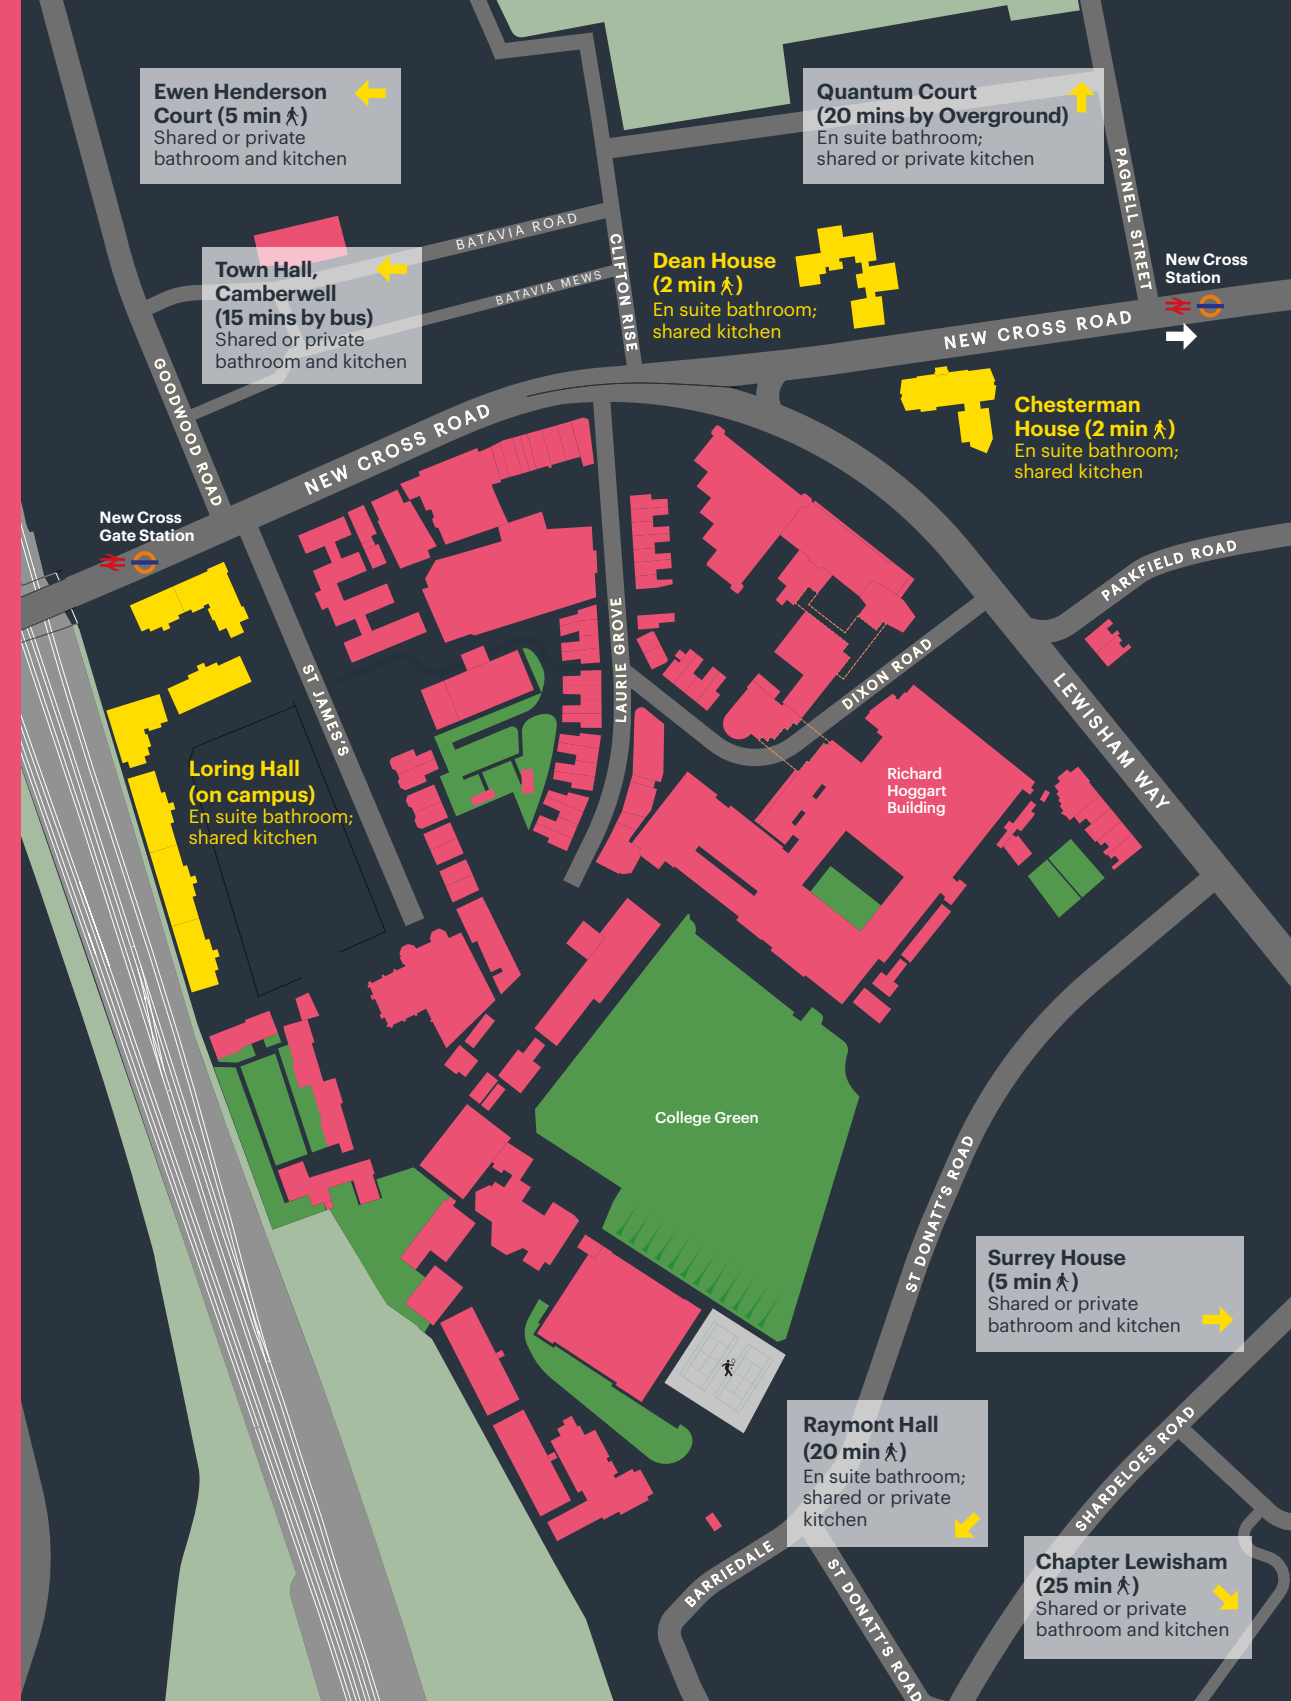 Ewen Henderson
Court (5 min)
Shared or private
bathroom and kitchen
Quantum Court
(20 mins by Overground)
En suite bathroom;
shared or private kitchen
PAGNELL STREET
BATAVIA ROAD
CLIFTON RISE
Town Hall,
Camberwell
(15 mins by bus)
Shared or private
bathroom and kitchen
BATAVIA MEWS
Dean House
(2 min)
En suite bathroom;
shared kitchen
New Cross
Station
NEW CROSS ROAD
GOODWOOD ROAD
NEW CROSS ROAD
Chesterman
House (2 min)
En suite bathroom;
shared kitchen
New Cross
Gate Station
PARKFIELD ROAD
LAURIE GROVE
DIXON ROAD
ST JAMES'S
LEWISHAM WAY
Loring Hall
(on campus)
En suite bathroom;
shared kitchen
Richard
Hoggart
Building
College Green
ST DONATT'S ROAD
Surrey House
(5 min)
Shared or private
bathroom and kitchen
Raymont Hall
(20 min)
En suite bathroom;
shared or private
kitchen
SHARDELOES ROAD
BARRIEDALE
ST DONATT'S ROAD
Chapter Lewisham
(25 min)
Shared or private
bathroom and kitchen